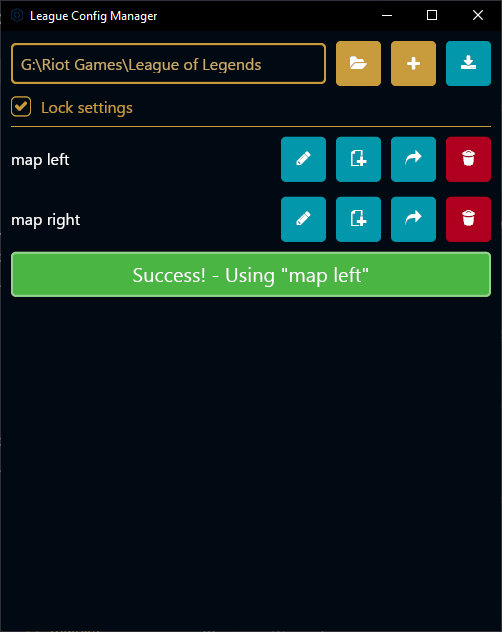 League Config Manager
G:\Riot Games\League of Legends
Lock settings
map left
map right
Success! - Using "map left"